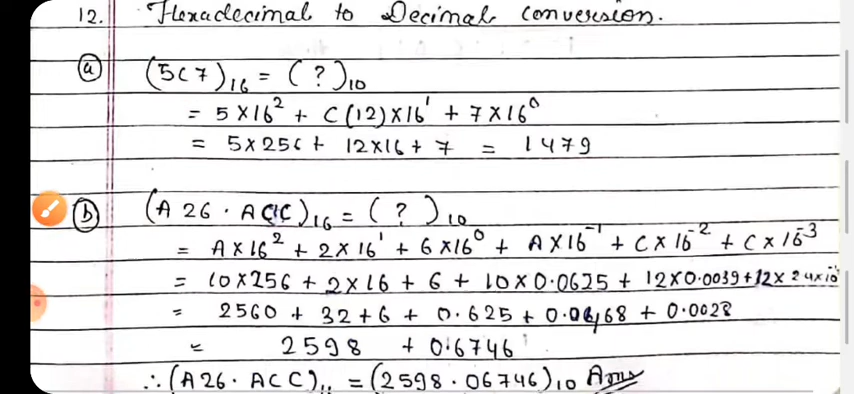 12. Hexadecimal to Decimal conversion.
(a) (5C7)₁₆ = (?)₁₀
= 5×16² + C(12)×16¹ + 7×16⁰
= 5×256 + 12×16 + 7 = 1479
(b) (A26.ACC)₁₆ = (?)₁₀
= A×16² + 2×16¹ + 6×16⁰ + A×16⁻¹ + C×16⁻² + C×16⁻³
= 10×256 + 2×16 + 6 + 10×0.0625 + 12×0.0039 + 12×
= 2560 + 32 + 6 + 0.625 + 0.0468 + 0.0028
= 2598 + 0.6746
∴ (A26.ACC)₁₆ = (2598.06746)₁₀ Ans